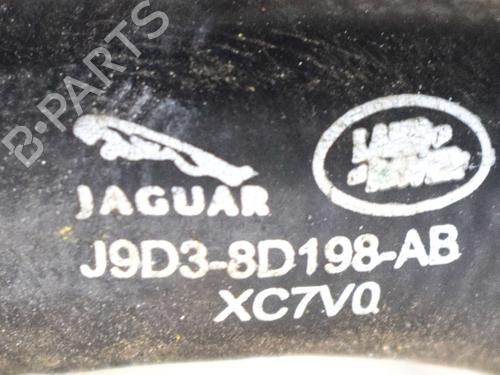 B-PARTS
JAGUAR
LAND-
-ROVER
J9D3-8D198-AB
XC7VQ